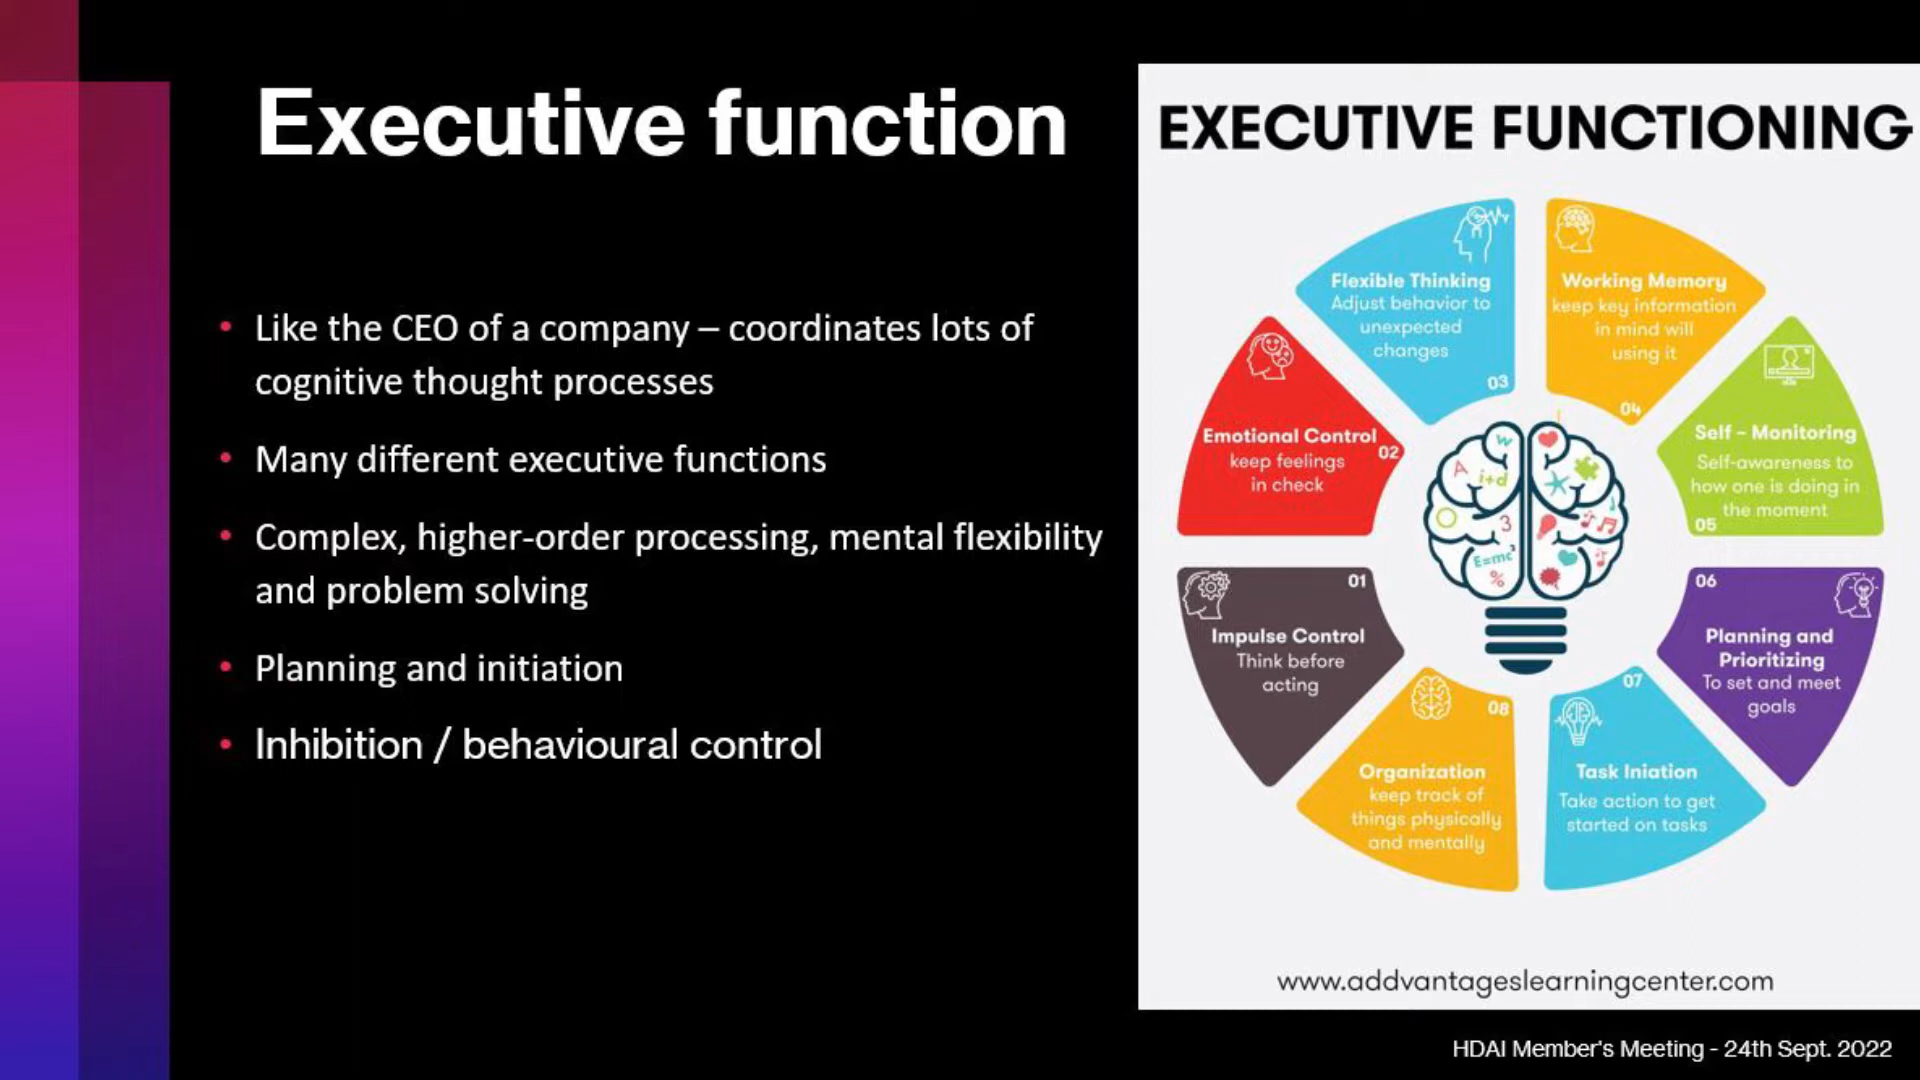 Executive function
• Like the CEO of a company – coordinates lots of
cognitive thought processes
• Many different executive functions
• Complex, higher-order processing, mental flexibility
and problem solving
• Planning and initiation
• Inhibition / behavioural control
EXECUTIVE FUNCTIONING
Impulse Control
Think before
acting
01
Emotional Control
keep feelings
in check
02
Flexible Thinking
Adjust behavior to
unexpected
changes
03
Working Memory
keep key information
in mind will
using it
04
Self - Monitoring
Self-awareness to
how one is doing in
the moment
05
06
Planning and
Prioritizing
To set and meet
goals
07
Task Iniation
Take action to get
started on tasks
08
Organization
keep track of
things physically
and mentally
W
A
i+d
3
E=mc²
%
www.addvantageslearningcenter.com
HDAI Member's Meeting - 24th Sept. 2022